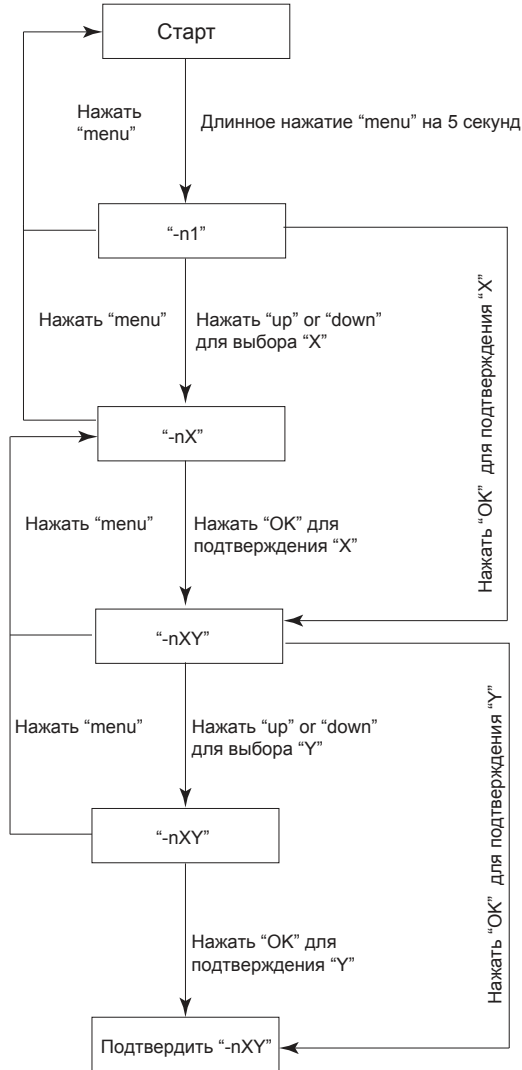 Старт
Нажать
“menu”
Длинное нажатие “menu” на 5 секунд
“-n1”
Нажать “menu”
Нажать “up” or “down”
для выбора “X”
Нажать “OK” для подтверждения “X”
“-nX”
Нажать “menu”
Нажать “OK” для
подтверждения “X”
“-nXY”
Нажать “menu”
Нажать “up” or “down”
для выбора “Y”
Нажать “OK” для подтверждения “Y”
“-nXY”
Нажать “OK” для
подтверждения “Y”
Подтвердить “-nXY”